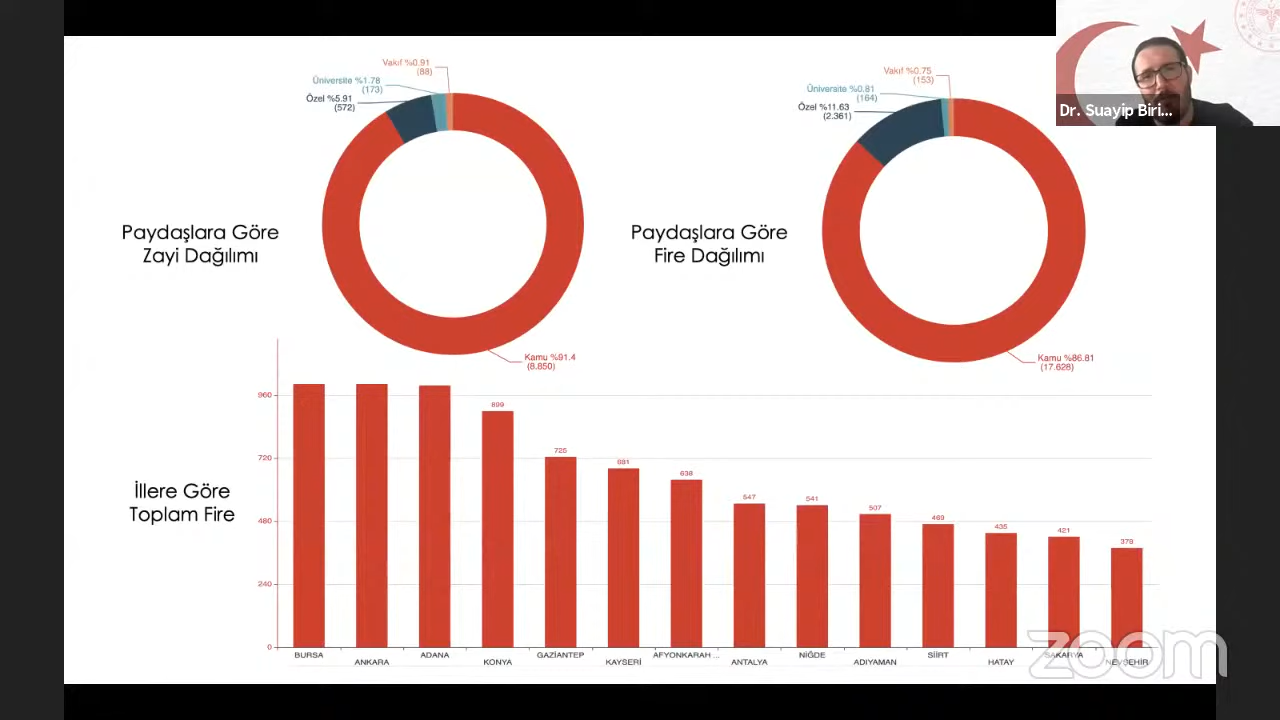 Vakıf %0.91
(88)
Üniversite %1.78
(173)
Özel %5.91
(572)
Kamu %91.4
(8.850)
Paydaşlara Göre
Zayi Dağılımı
Vakıf %0.75
(153)
Üniversite %0.81
(164)
Özel %11.63
(2.361)
Kamu %86.81
(17.628)
Paydaşlara Göre
Fire Dağılımı
Dr. Suayip Biri...
İllere Göre
Toplam Fire
960
720
480
240
0
899
725
681
638
547
541
507
469
435
421
379
BURSA
ANKARA
ADANA
KONYA
GAZİANTEP
KAYSERİ
AFYONKARAH ...
ANTALYA
NİĞDE
ADIYAMAN
SİİRT
HATAY
SAKARYA
NEVŞEHİR
zoom